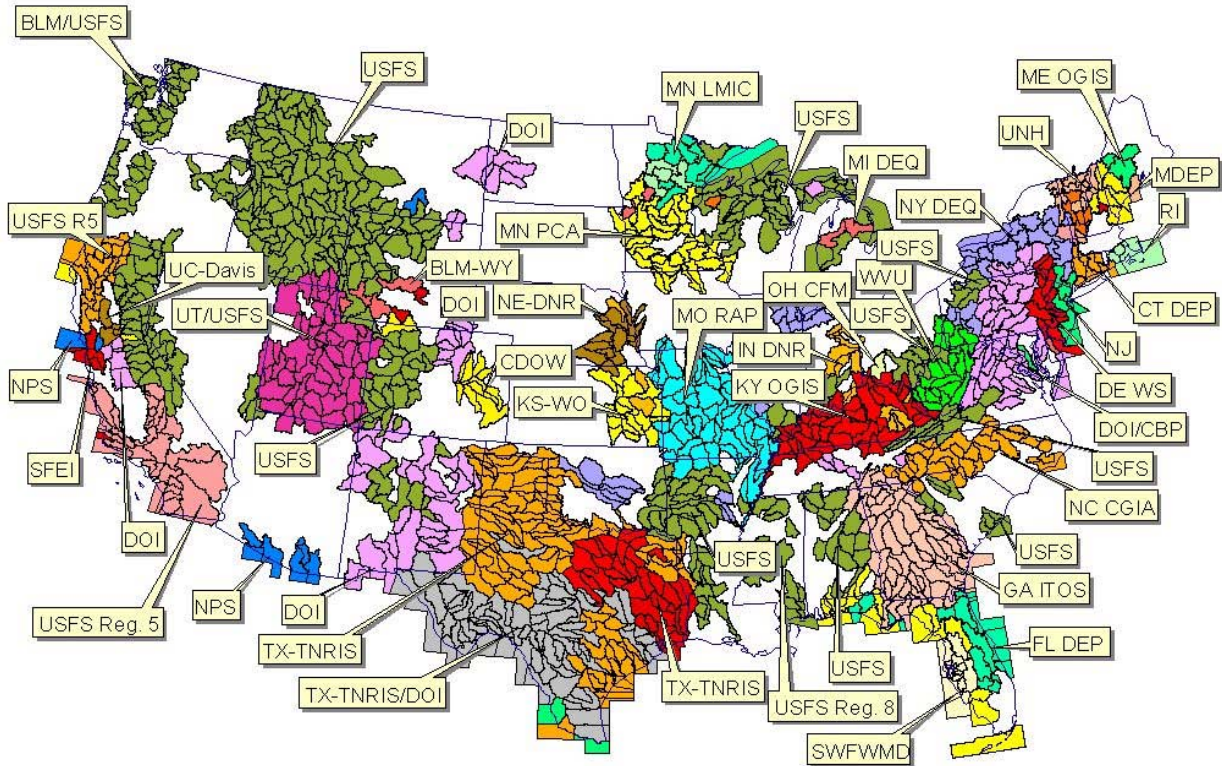 BLM/USFS
USFS
MN LMIC
ME OGIS
DOI
USFS
UNH
MI DEQ
MDEP
NY DEQ
RI
USFS R5
MN PCA
USFS
UC-Davis
BLM-WY
WVU
OH CFM
DOI
NE-DNR
CT DEP
UT/USFS
MO RAP
USFS
IN DNR
NJ
CDOW
NPS
KY OGIS
DE WS
KS-WO
DOI/CBP
USFS
USFS
SFEI
NC CGIA
DOI
USFS
USFS
GA ITOS
NPS
DOI
USFS Reg. 5
TX-TNRIS
FL DEP
USFS
TX-TNRIS/DOI
TX-TNRIS
USFS Reg. 8
SWFWMD